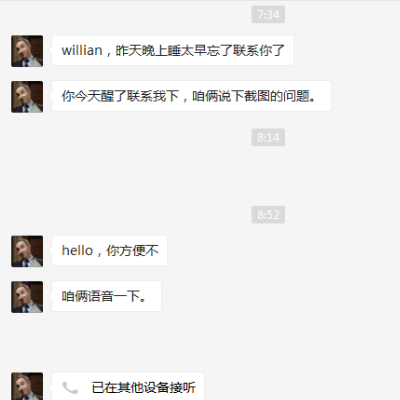 7:34
willian，昨天晚上睡太早忘了联系你了
你今天醒了联系我下，咱俩说下截图的问题。
8:14
8:52
hello，你方便不
咱俩语音一下。
已在其他设备接听